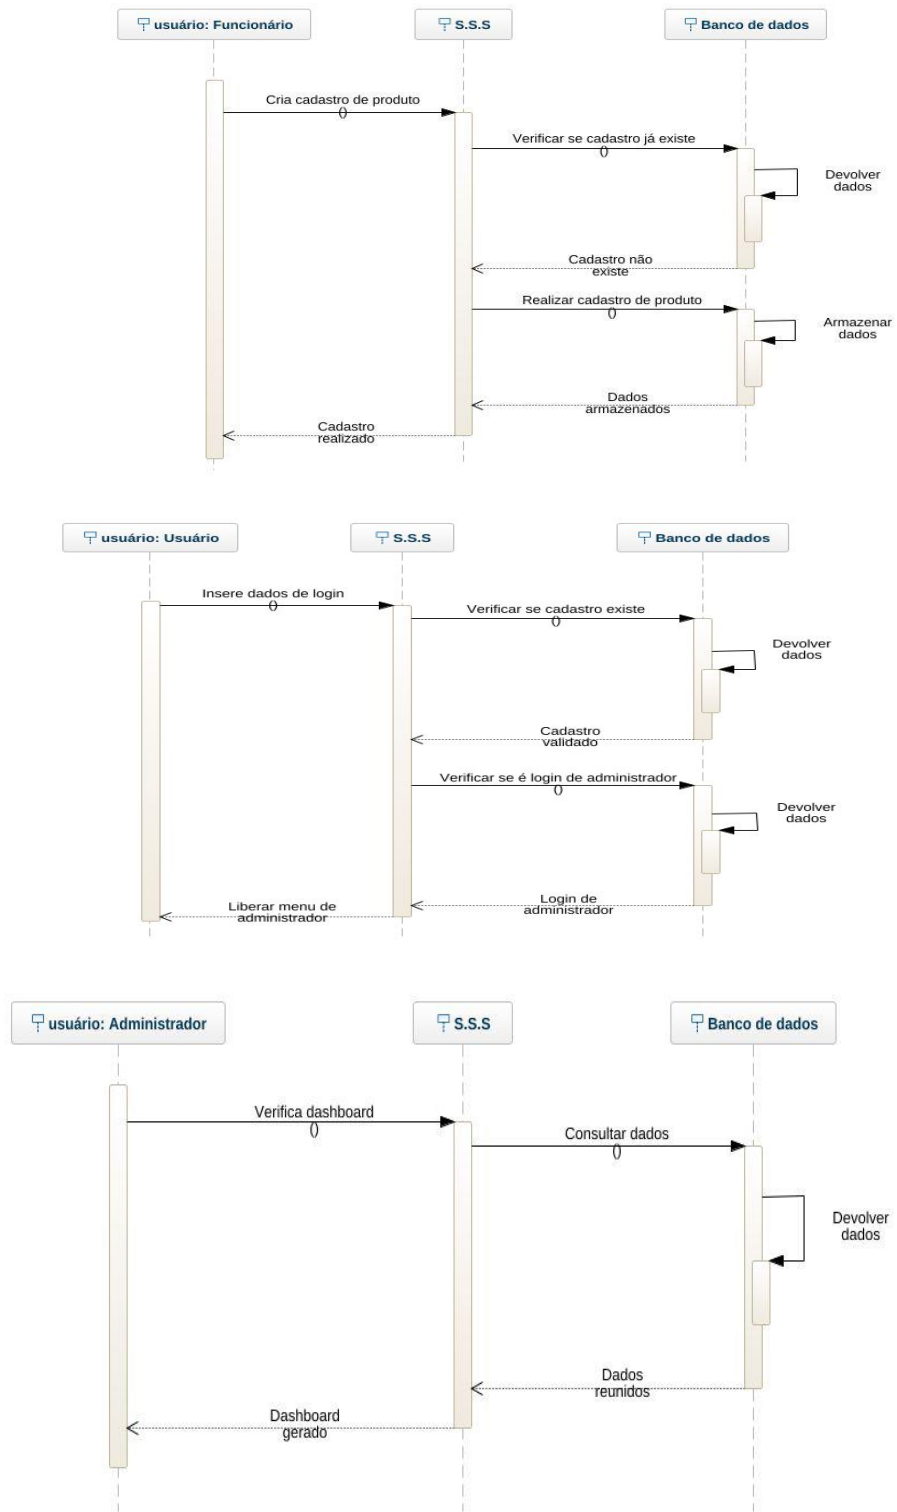 usuário: Funcionário
S.S.S
Banco de dados
Cria cadastro de produto
()
Verificar se cadastro já existe
()
Devolver
dados
Cadastro não
existe
Realizar cadastro de produto
()
Armazenar
dados
Dados
armazenados
Cadastro
realizado
usuário: Usuário
S.S.S
Banco de dados
Insere dados de login
()
Verificar se cadastro existe
()
Devolver
dados
Cadastro
validado
Verificar se é login de administrador
()
Devolver
dados
Login de
administrador
Liberar menu de
administrador
usuário: Administrador
S.S.S
Banco de dados
Verifica dashboard
()
Consultar dados
()
Devolver
dados
Dados
reunidos
Dashboard
gerado